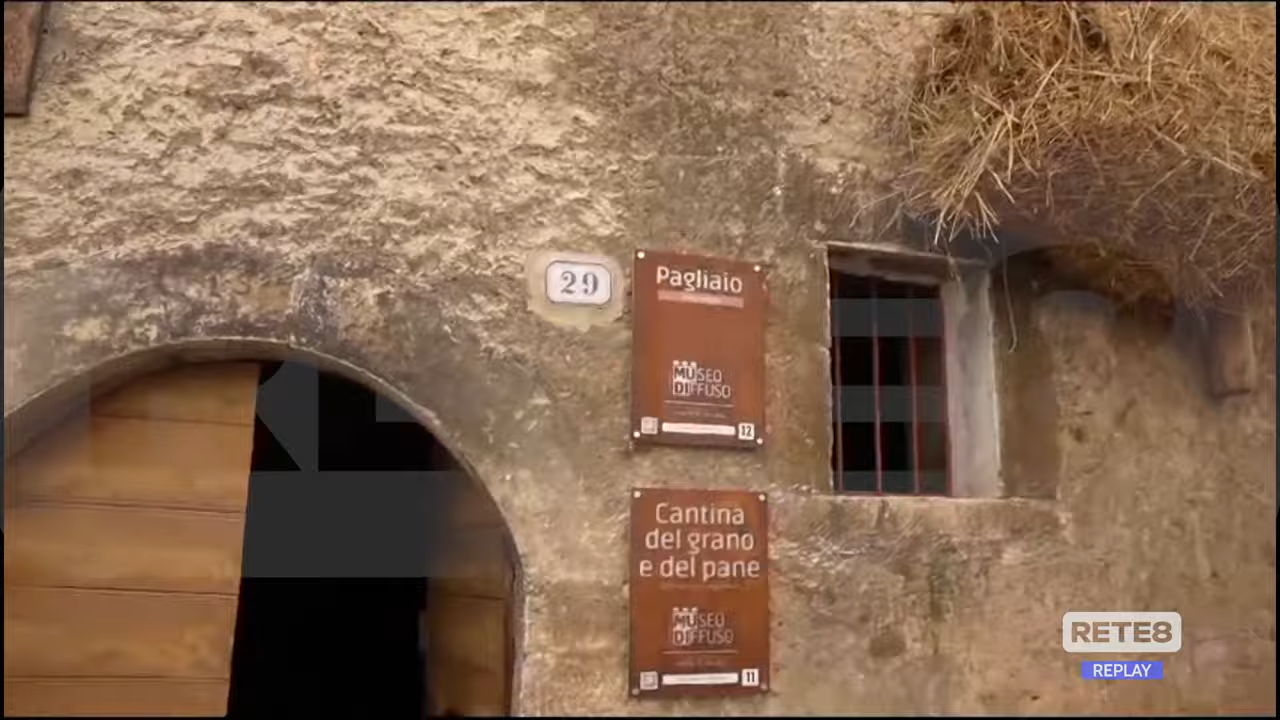 29
Pagliaio
MUSEO
DIFFUSO
12
Cantina
del grano
e del pane
MUSEO
DIFFUSO
11
RETE8
REPLAY